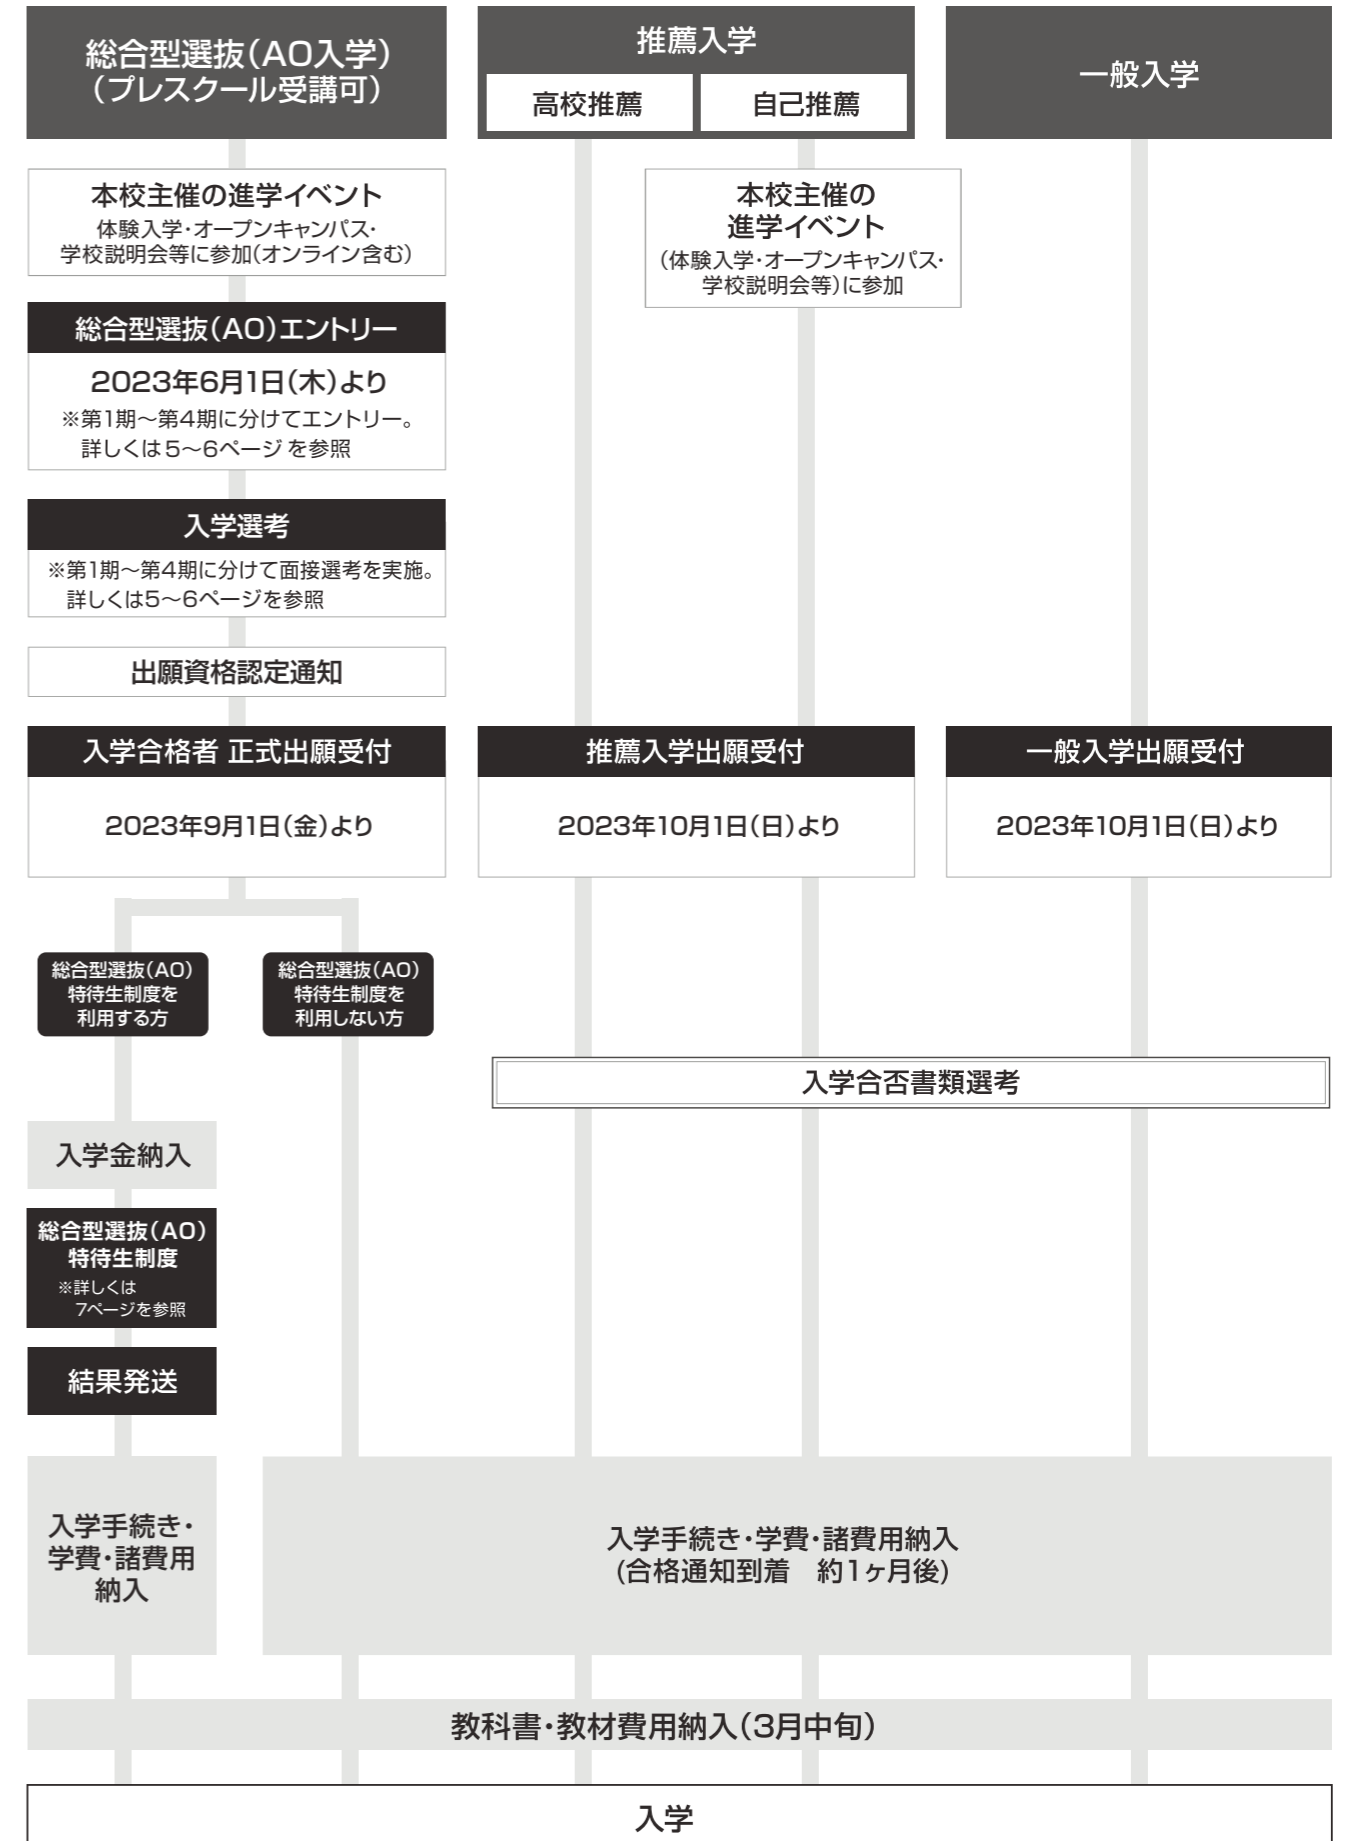 総合型選抜（AO入学）
（プレスクール受講可）
推薦入学
高校推薦
自己推薦
一般入学
本校主催の進学イベント
体験入学・オープンキャンパス・
学校説明会等に参加（オンライン含む）
本校主催の
進学イベント
（体験入学・オープンキャンパス・
学校説明会等）に参加
総合型選抜（AO）エントリー
2023年6月1日（木）より
※第1期～第4期に分けてエントリー。
詳しくは5～6ページ を参照
入学選考
※第1期～第4期に分けて面接選考を実施。
詳しくは5～6ページを参照
出願資格認定通知
入学合格者 正式出願受付
2023年9月1日（金）より
推薦入学出願受付
2023年10月1日（日）より
一般入学出願受付
2023年10月1日（日）より
総合型選抜（AO）
特待生制度を
利用する方
総合型選抜（AO）
特待生制度を
利用しない方
入学合否書類選考
入学金納入
総合型選抜（AO）
特待生制度
※詳しくは
7ページを参照
結果発送
入学手続き・
学費・諸費用
納入
入学手続き・学費・諸費用納入
(合格通知到着　約1ヶ月後)
教科書・教材費用納入（3月中旬）
入学